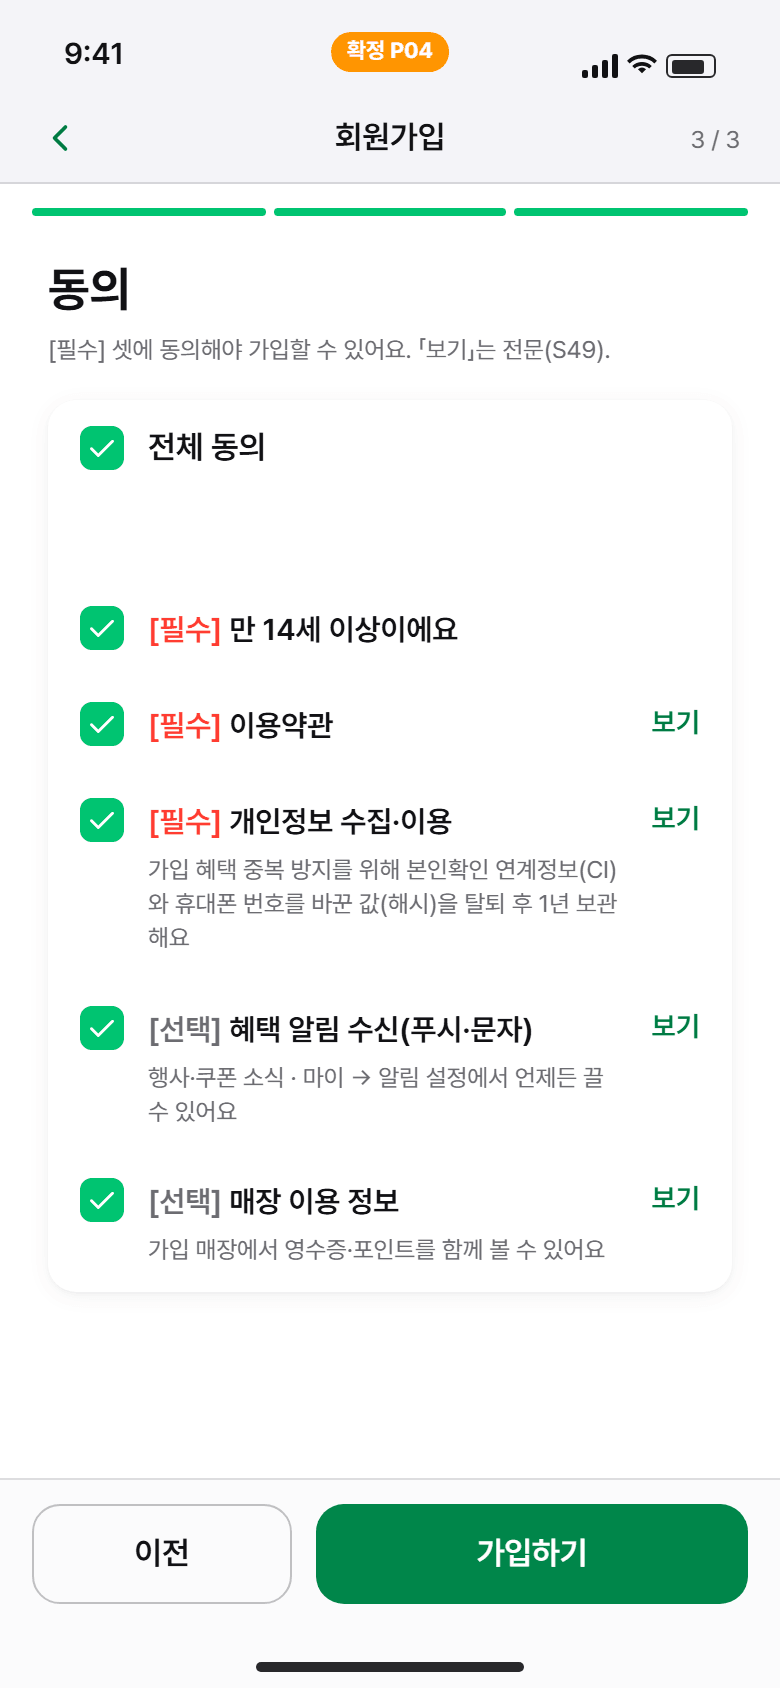 9:41
확정 P04
회원가입
3 / 3
동의
[필수] 셋에 동의해야 가입할 수 있어요. 「보기」는 전문(S49).
전체 동의
[필수] 만 14세 이상이에요
[필수] 이용약관
보기
[필수] 개인정보 수집·이용
보기
가입 혜택 중복 방지를 위해 본인확인 연계정보(CI)
와 휴대폰 번호를 바꾼 값(해시)을 탈퇴 후 1년 보관
해요
[선택] 혜택 알림 수신(푸시·문자)
보기
행사·쿠폰 소식 · 마이 → 알림 설정에서 언제든 끌
수 있어요
[선택] 매장 이용 정보
보기
가입 매장에서 영수증·포인트를 함께 볼 수 있어요
이전
가입하기